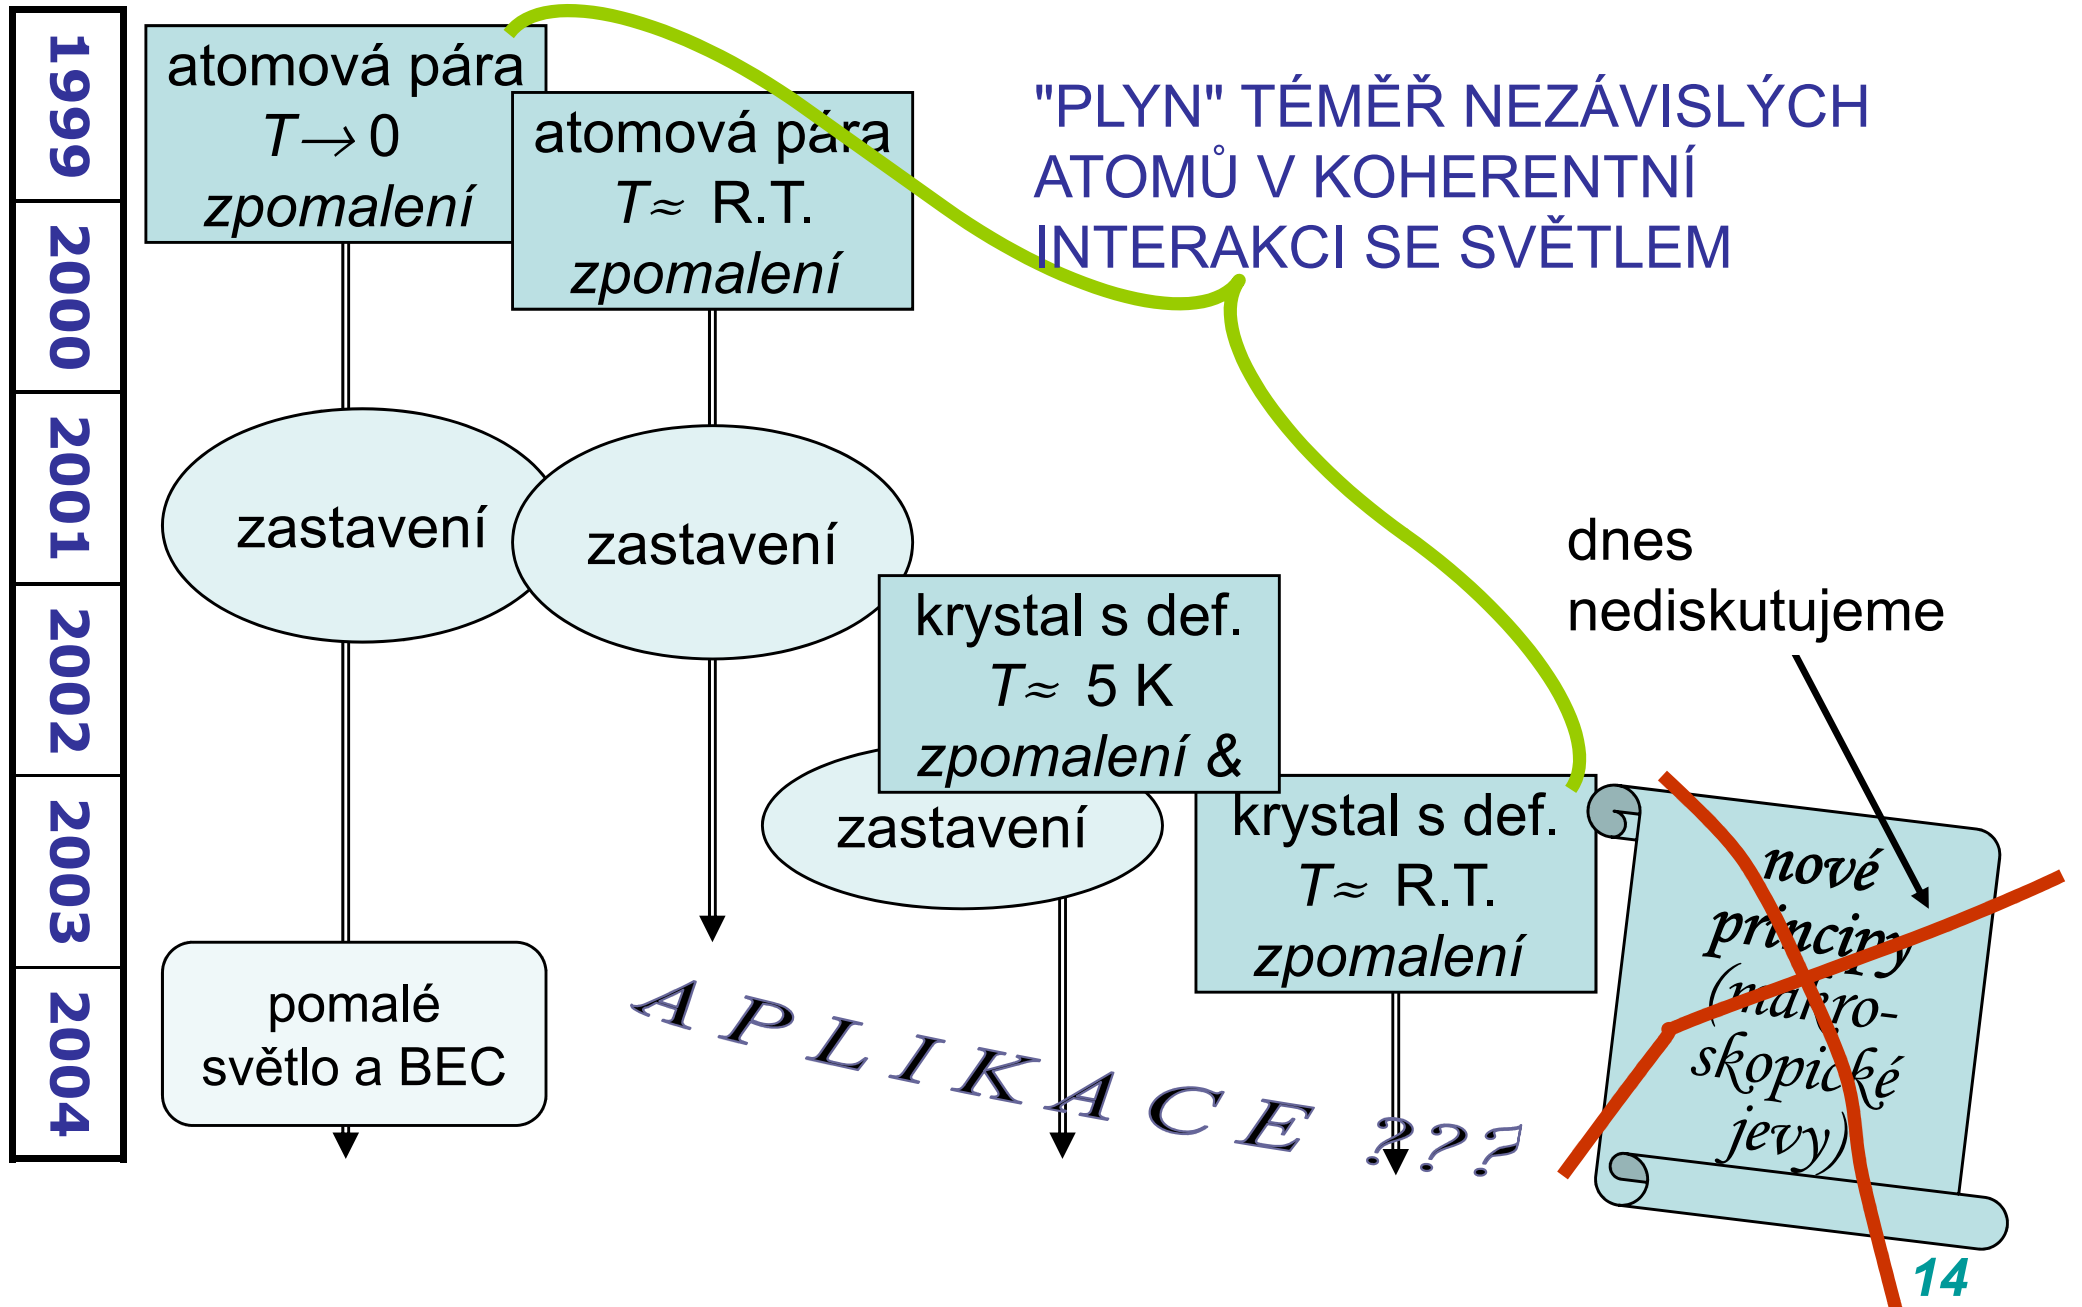 1999
2000
2001
2002
2003
2004
atomová pára
T→ 0
zpomalení
atomová pára
T≈ R.T.
zpomalení
"PLYN" TÉMĚŘ NEZÁVISLÝCH
ATOMŮ V KOHERENTNÍ
INTERAKCI SE SVĚTLEM
zastavení
zastavení
krystal s def.
T≈ 5 K
zpomalení &
zastavení
krystal s def.
T≈ R.T.
zpomalení
dnes
nediskutujeme
nové
principy
(makro-
skopické
jevy)
pomalé
světlo a BEC
APLIKACE ???
14